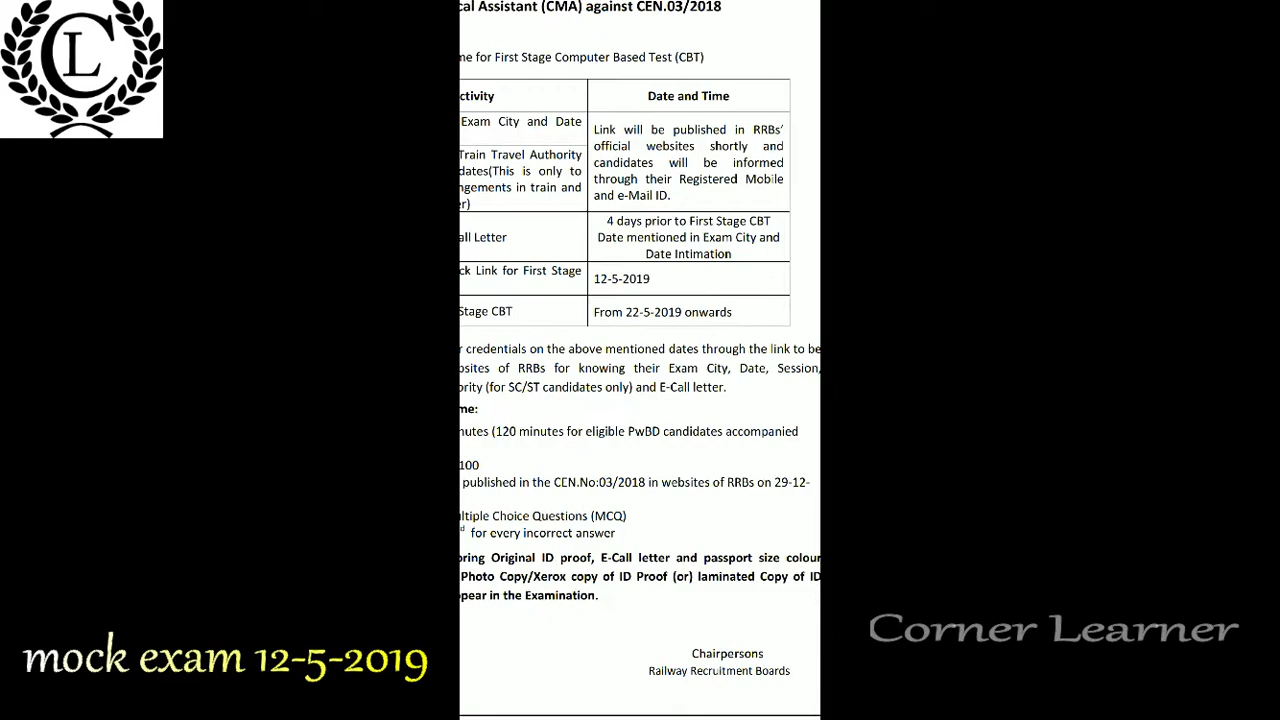 CL
cal Assistant (CMA) against CEN.03/2018
me for First Stage Computer Based Test (CBT)
ctivity
Date and Time
Exam City and Date
Train Travel Authority
dates(This is only to
ngements in train and
er)
Link will be published in RRBs'
official websites shortly and
candidates will be informed
through their Registered Mobile
and e-Mail ID.
all Letter
4 days prior to First Stage CBT
Date mentioned in Exam City and
Date Intimation
ck Link for First Stage
12-5-2019
Stage CBT
From 22-5-2019 onwards
r credentials on the above mentioned dates through the link to be
bsites of RRBs for knowing their Exam City, Date, Session,
ority (for SC/ST candidates only) and E-Call letter.
me:
nutes (120 minutes for eligible PwBD candidates accompanied
100
published in the CEN.No:03/2018 in websites of RRBs on 29-12-
ultiple Choice Questions (MCQ)
d for every incorrect answer
bring Original ID proof, E-Call letter and passport size colour
Photo Copy/Xerox copy of ID Proof (or) laminated Copy of ID
pear in the Examination.
Chairpersons
Railway Recruitment Boards
mock exam 12-5-2019
Corner Learner